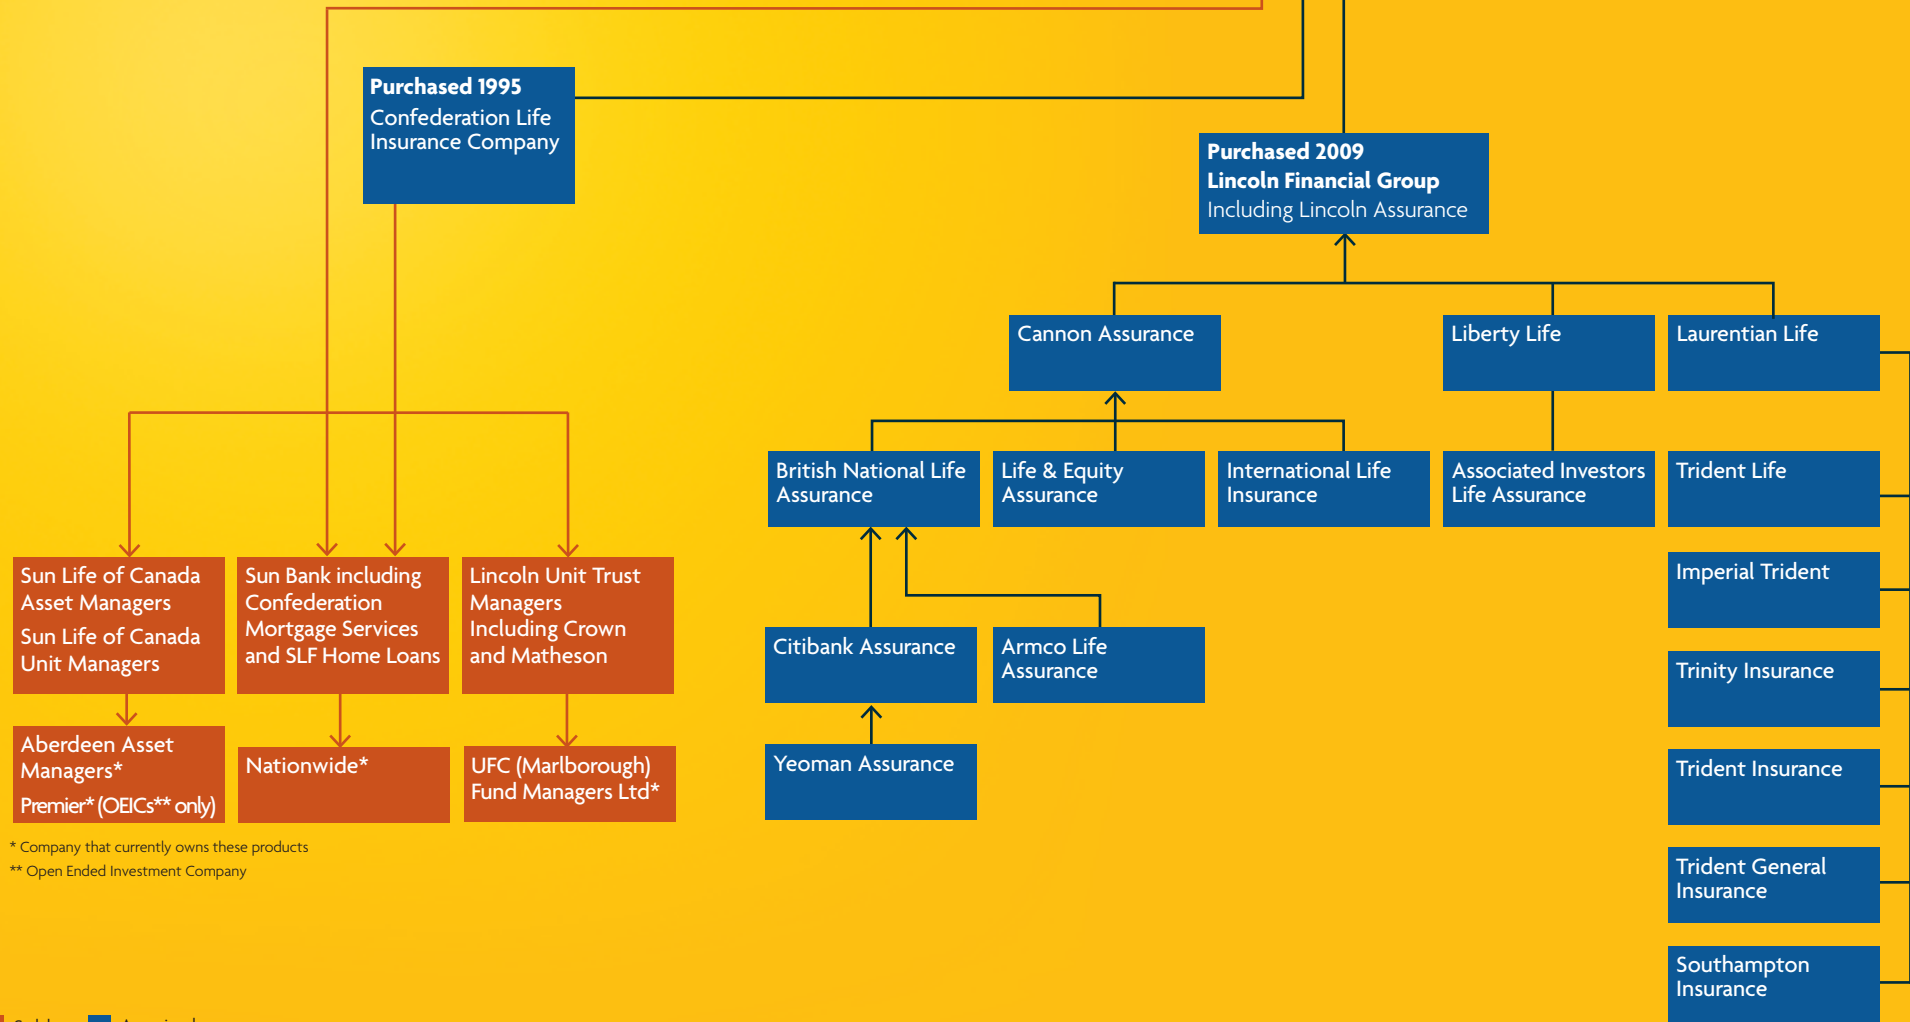 Purchased 1995
Confederation Life
Insurance Company
Purchased 2009
Lincoln Financial Group
Including Lincoln Assurance
Cannon Assurance
Liberty Life
Laurentian Life
British National Life
Assurance
Life & Equity
Assurance
International Life
Insurance
Associated Investors
Life Assurance
Trident Life
Sun Life of Canada
Asset Managers
Sun Life of Canada
Unit Managers
Sun Bank including
Confederation
Mortgage Services
and SLF Home Loans
Lincoln Unit Trust
Managers
Including Crown
and Matheson
Imperial Trident
Citibank Assurance
Armco Life
Assurance
Trinity Insurance
Aberdeen Asset
Managers*
Premier* (OEICs** only)
Nationwide*
UFC (Marlborough)
Fund Managers Ltd*
Yeoman Assurance
Trident Insurance
* Company that currently owns these products
** Open Ended Investment Company
Trident General
Insurance
Southampton
Insurance